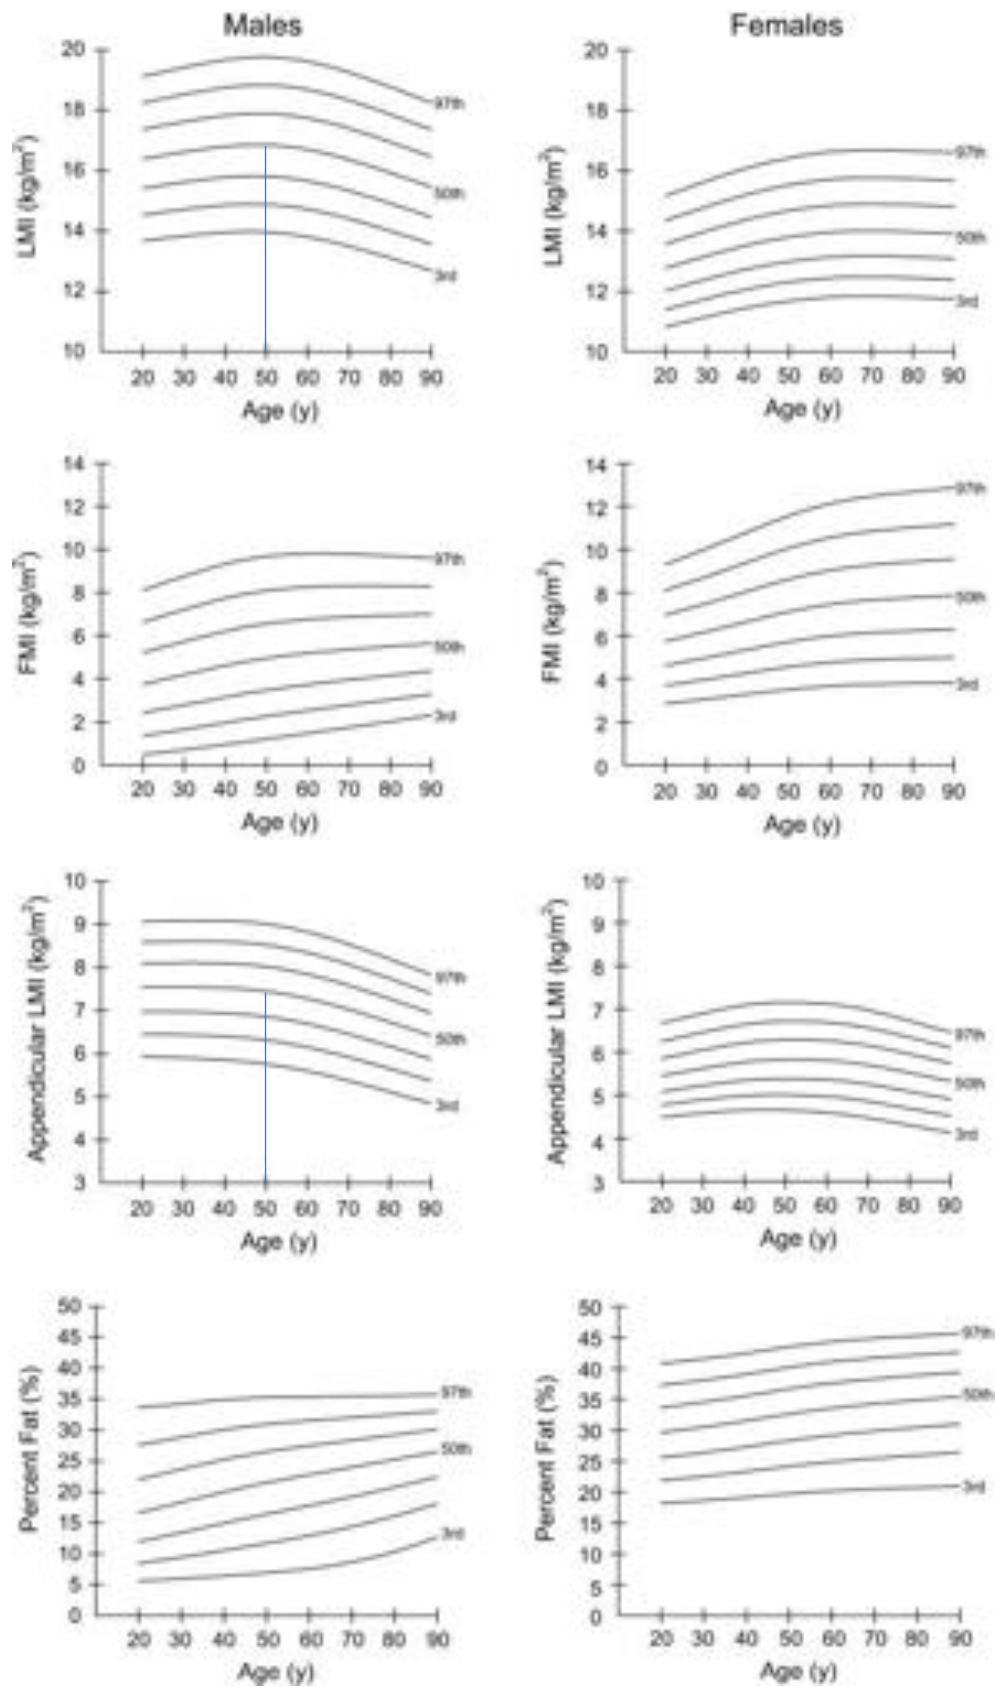 Males
20
18
16
14
12
10
LMI (kg/m²)
97th
50th
3rd
20 30 40 50 60 70 80 90
Age (y)
Females
20
18
16
14
12
10
LMI (kg/m²)
97th
50th
3rd
20 30 40 50 60 70 80 90
Age (y)
14
12
10
8
6
4
2
0
FMI (kg/m²)
97th
50th
3rd
20 30 40 50 60 70 80 90
Age (y)
14
12
10
8
6
4
2
0
FMI (kg/m²)
97th
50th
3rd
20 30 40 50 60 70 80 90
Age (y)
10
9
8
7
6
5
4
3
Appendicular LMI (kg/m²)
97th
50th
3rd
20 30 40 50 60 70 80 90
Age (y)
10
9
8
7
6
5
4
3
Appendicular LMI (kg/m²)
97th
50th
3rd
20 30 40 50 60 70 80 90
Age (y)
50
45
40
35
30
25
20
15
10
5
0
Percent Fat (%)
97th
50th
3rd
20 30 40 50 60 70 80 90
Age (y)
50
45
40
35
30
25
20
15
10
5
0
Percent Fat (%)
97th
50th
3rd
20 30 40 50 60 70 80 90
Age (y)